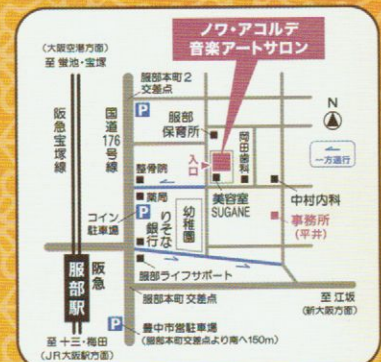 ノワ・アコルデ
音楽アートサロン
(大阪空港方面)
至 蛍池・宝塚
服部本町2
交差点
阪急宝塚線
国道176号線
P
服部
保育所
岡田歯科
N
一方通行
入口
整骨院
薬局
コイン
駐車場
P
りそな
銀行
幼稚園
美容室
SUGANE
中村内科
事務所
(平井)
阪急
服部駅
服部ライフサポート
服部本町 交差点
至 江坂
(新大阪方面)
至 十三・梅田
(JR大阪駅方面)
P
豊中市営駐車場
(服部本町交差点より南へ150m)